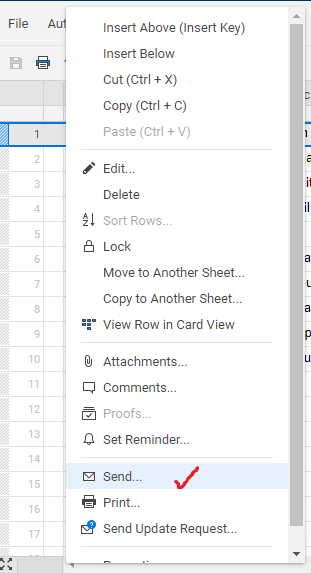 File
Aut
Insert Above (Insert Key)
Insert Below
Cut (Ctrl + X)
Copy (Ctrl + C)
Paste (Ctrl + V)
Edit...
Delete
Sort Rows...
Lock
Move to Another Sheet...
Copy to Another Sheet...
View Row in Card View
Attachments...
Comments...
Proofs...
Set Reminder...
Send...
Print...
Send Update Request...
1
2
3
4
5
6
7
8
9
10
11
12
13
14
15
16
17